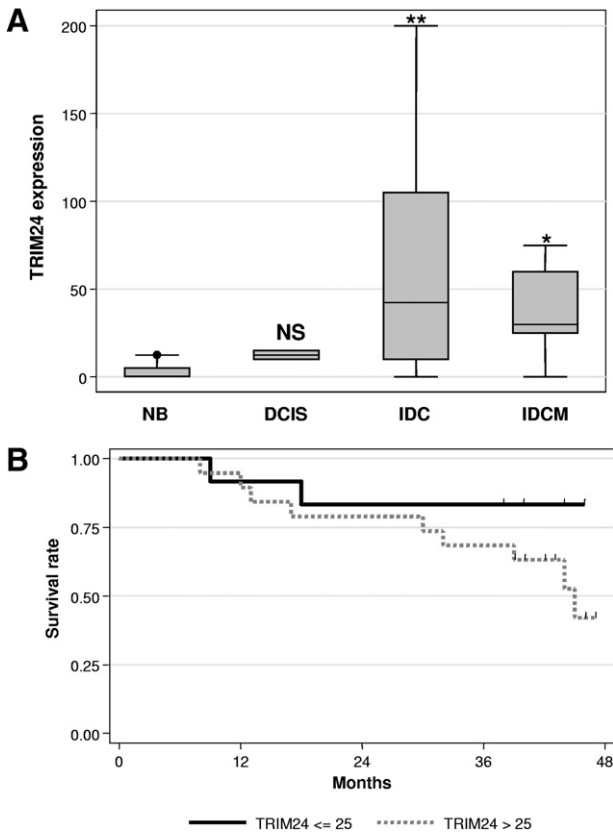 A
TRIM24 expression
200
150
100
50
0
**
*
NS
NB DCIS IDC IDCM
B
Survival rate
1.00
0.75
0.50
0.25
0.00
0 12 24 36 48
Months
TRIM24 <= 25 TRIM24 > 25